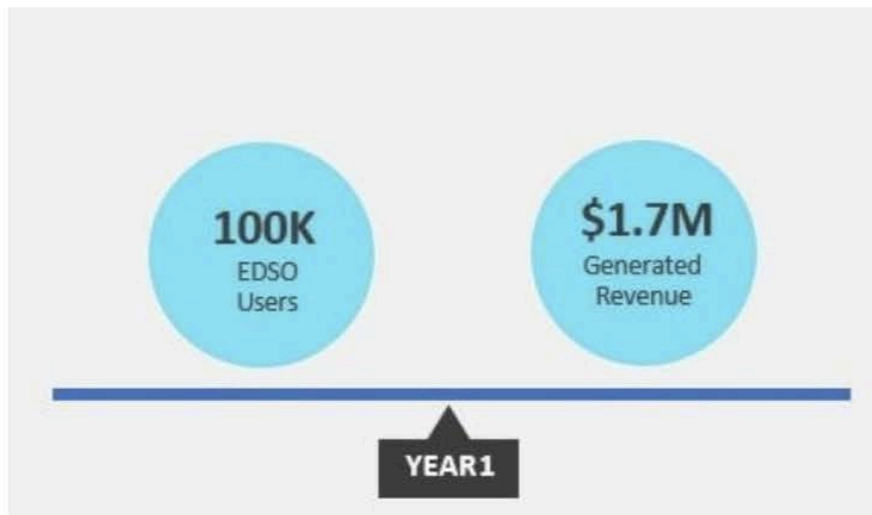 100K
EDSO
Users
$1.7M
Generated
Revenue
YEAR1